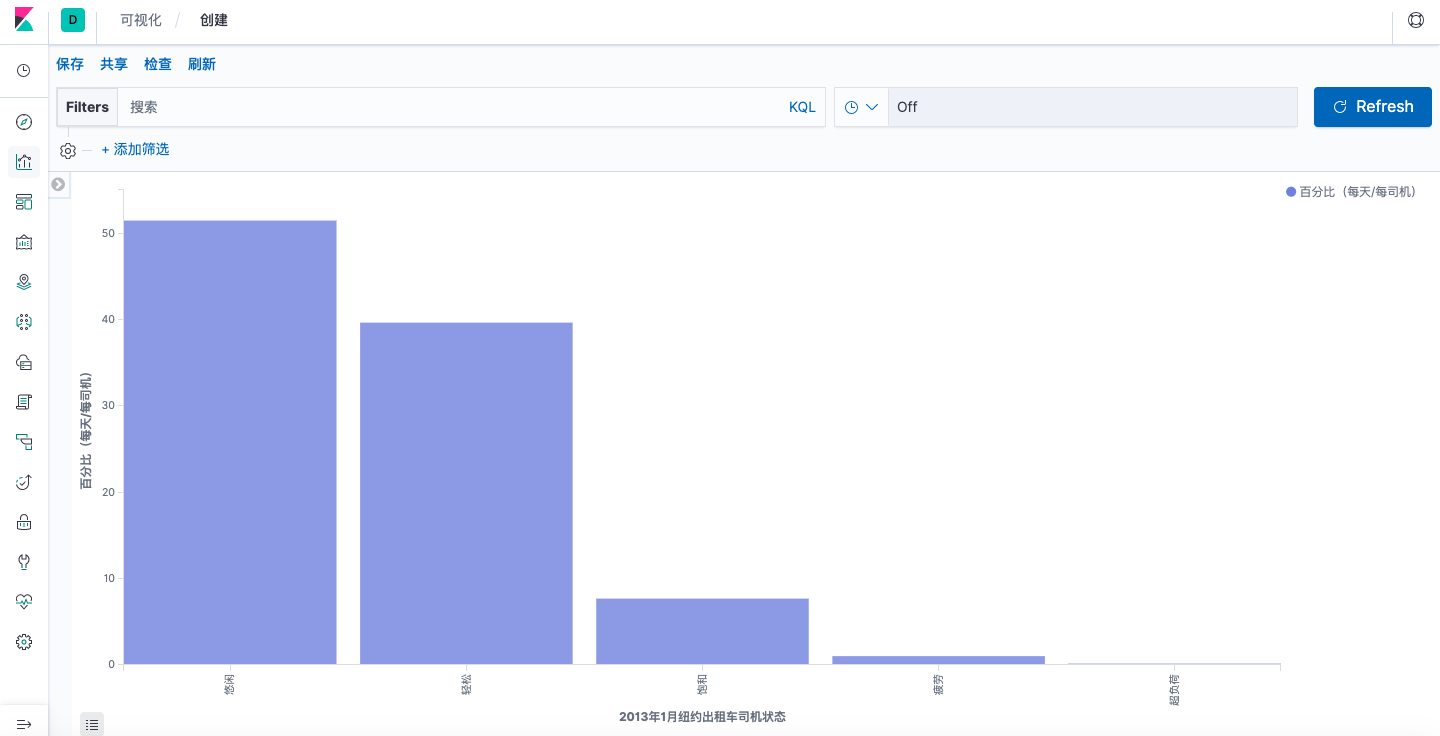 D 可视化 / 创建
保存 共享 检查 刷新
Filters 搜索 KQL Off Refresh
+ 添加筛选
百分比（每天/每司机）
50
40
30
20
10
0
百分比（每天/每司机）
悠闲 轻松 饱和 疲劳 超负荷
2013年1月纽约出租车司机状态